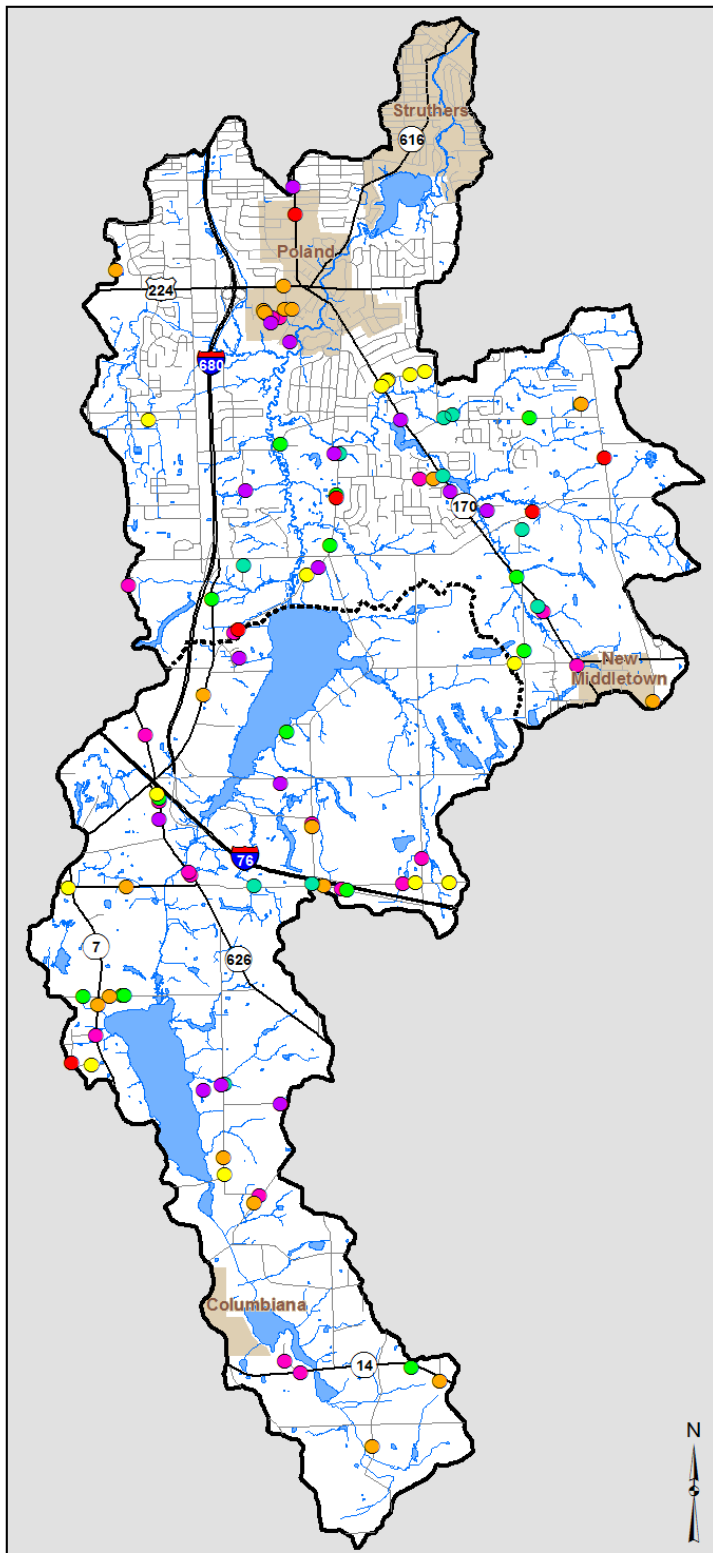 Struthers
616
Poland
224
680
170
New
Middletown
76
7
626
Columbiana
14
N